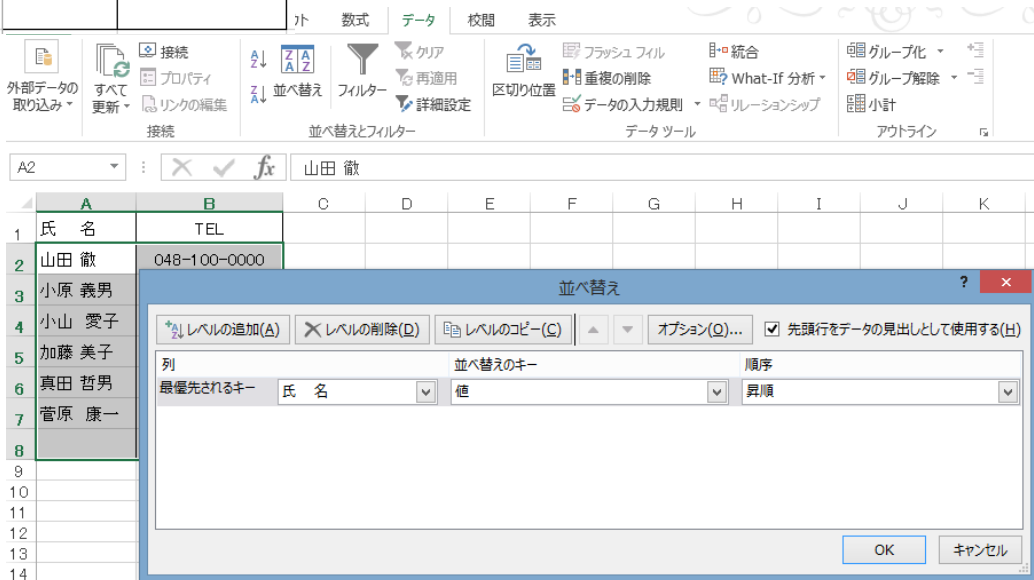 ｳﾄ 数式 データ 校閲 表示
接続 クリア フラッシュ フィル 統合 グループ化
プロパティ 再適用 重複の削除 What-If 分析 グループ解除
外部データの取り込み すべて更新 リンクの編集 並べ替え フィルター 詳細設定 区切り位置 データの入力規則 リレーションシップ 小計
接続 並べ替えとフィルター データ ツール アウトライン
A2 fx 山田 徹
A B C D E F G H I J K
1 氏 名 TEL
2 山田 徹 048-100-0000
3 小原 義男
4 小山 愛子
5 加藤 美子
6 真田 哲男
7 菅原 康一
8
9
10
11
12
13
14
並べ替え ? ×
レベルの追加(A) レベルの削除(D) レベルのコピー(C) オプション(O)... 先頭行をデータの見出しとして使用する(H)
列 並べ替えのキー 順序
最優先されるキー 氏 名 値 昇順
OK キャンセル